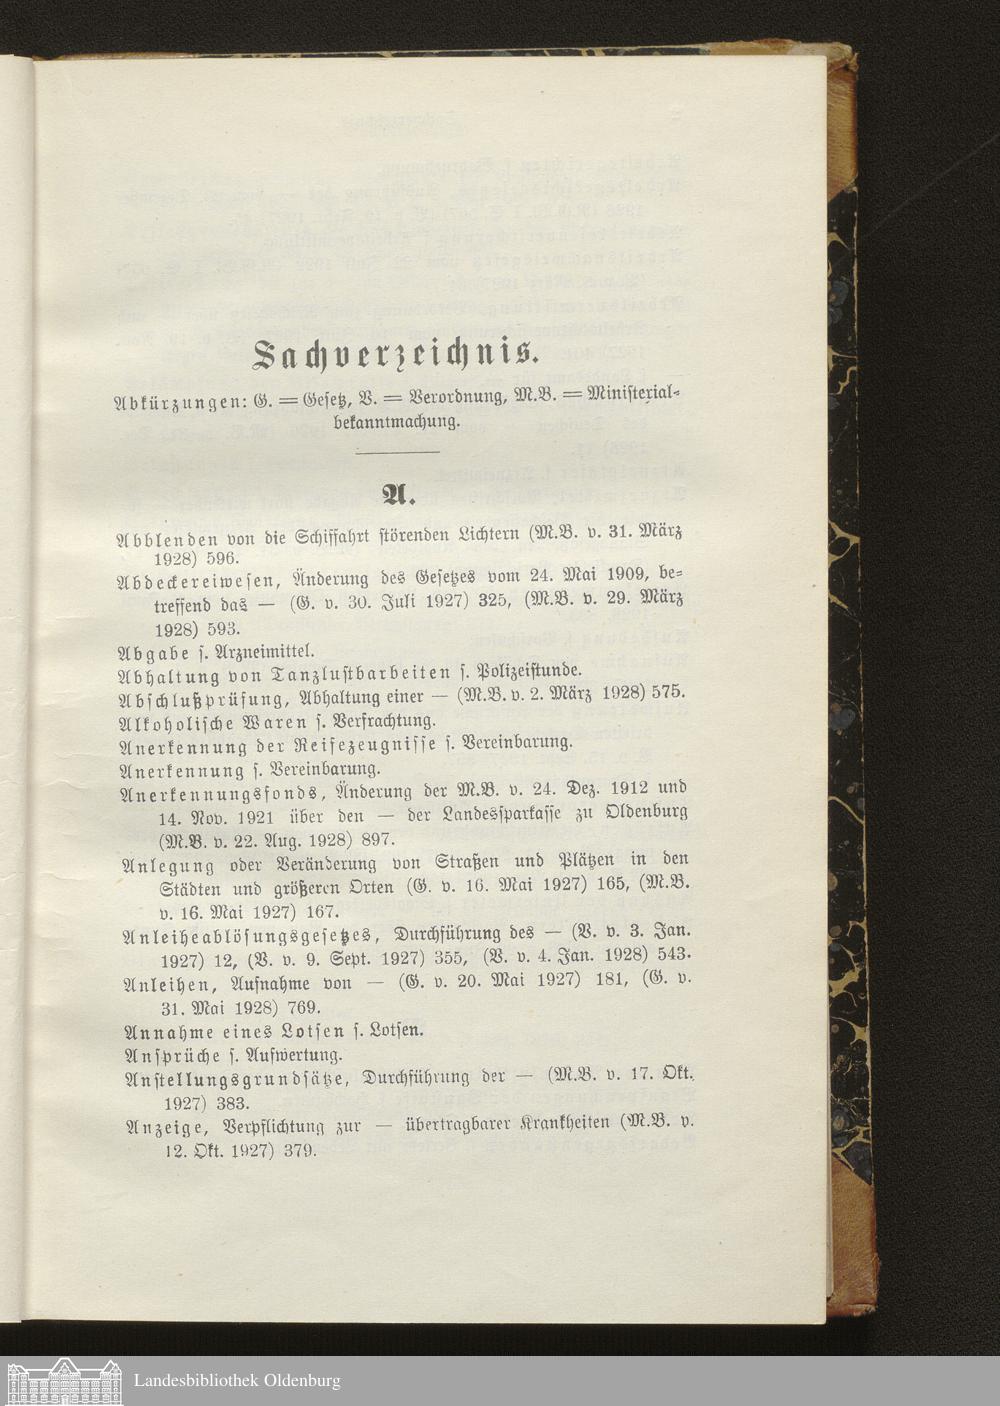 Sachverzeichnis.
Abkürzungen: G. = Gesetz, V. = Verordnung, M.B. = Ministerial-
bekanntmachung.
A.
Abblenden von die Schiffahrt störenden Lichtern (M.B. v. 31. März
1928) 596.
Abdeckereiwesen, Änderung des Gesetzes vom 24. Mai 1909, be-
treffend das — (G. v. 30. Juli 1927) 325, (M.B. v. 29. März
1928) 593.
Abgabe s. Arzneimittel.
Abhaltung von Tanzlustbarkeiten s. Polizeistunde.
Abschlußprüfung, Abhaltung einer — (M.B. v. 2. März 1928) 575.
Alkoholische Waren s. Verfrachtung.
Anerkennung der Reifezeugnisse s. Vereinbarung.
Anerkennung s. Vereinbarung.
Anerkennungsfonds, Änderung der M.B. v. 24. Dez. 1912 und
14. Nov. 1921 über den — der Landessparkasse zu Oldenburg
(M.B. v. 22. Aug. 1928) 897.
Anlegung oder Veränderung von Straßen und Plätzen in den
Städten und größeren Orten (G. v. 16. Mai 1927) 165, (M.B.
v. 16. Mai 1927) 167.
Anleiheablösungsgesetzes, Durchführung des — (V. v. 3. Jan.
1927) 12, (V. v. 9. Sept. 1927) 355, (V. v. 4. Jan. 1928) 543.
Anleihen, Aufnahme von — (G. v. 20. Mai 1927) 181, (G. v.
31. Mai 1928) 769.
Annahme eines Lotsen s. Lotsen.
Ansprüche s. Aufwertung.
Anstellungsgrundsätze, Durchführung der — (M.B. v. 17. Okt.
1927) 383.
Anzeige, Verpflichtung zur — übertragbarer Krankheiten (M.B. v.
12. Okt. 1927) 379.
Landesbibliothek Oldenburg